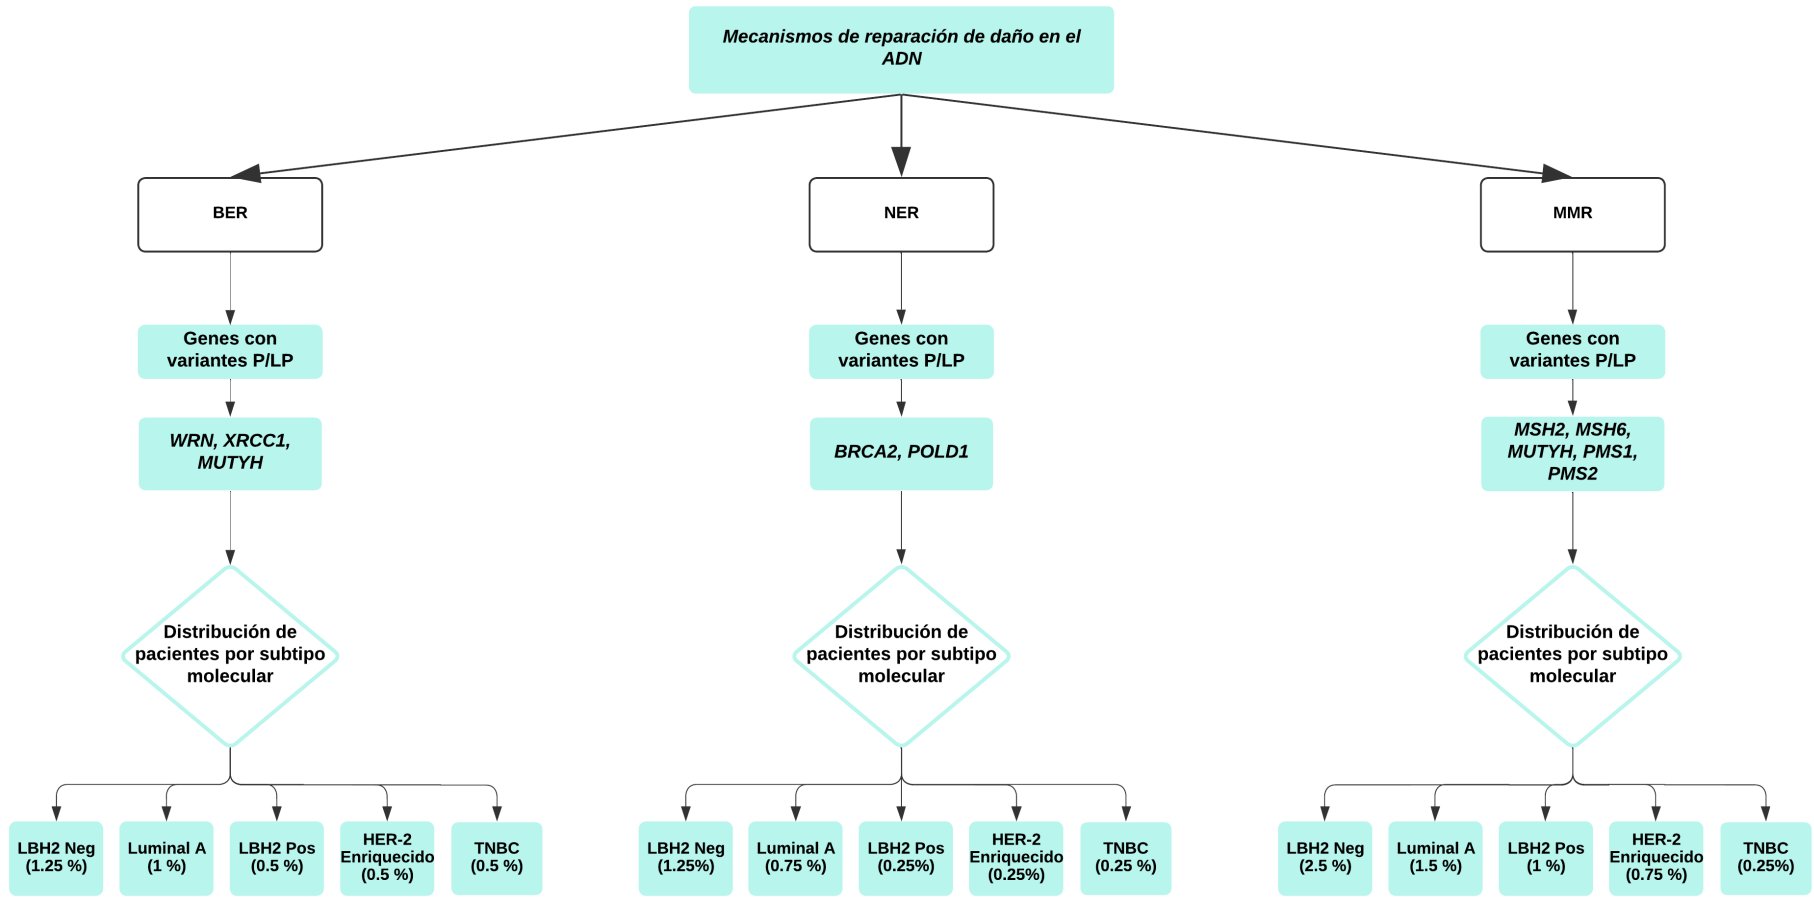 Mecanismos de reparación de daño en el
ADN
BER
NER
MMR
Genes con
variantes P/LP
Genes con
variantes P/LP
Genes con
variantes P/LP
WRN, XRCC1,
MUTYH
BRCA2, POLD1
MSH2, MSH6,
MUTYH, PMS1,
PMS2
Distribución de
pacientes por subtipo
molecular
Distribución de
pacientes por subtipo
molecular
Distribución de
pacientes por subtipo
molecular
LBH2 Neg
(1.25 %)
Luminal A
(1 %)
LBH2 Pos
(0.5 %)
HER-2
Enriquecido
(0.5 %)
TNBC
(0.5 %)
LBH2 Neg
(1.25%)
Luminal A
(0.75 %)
LBH2 Pos
(0.25%)
HER-2
Enriquecido
(0.25%)
TNBC
(0.25 %)
LBH2 Neg
(2.5 %)
Luminal A
(1.5 %)
LBH2 Pos
(1 %)
HER-2
Enriquecido
(0.75 %)
TNBC
(0.25%)